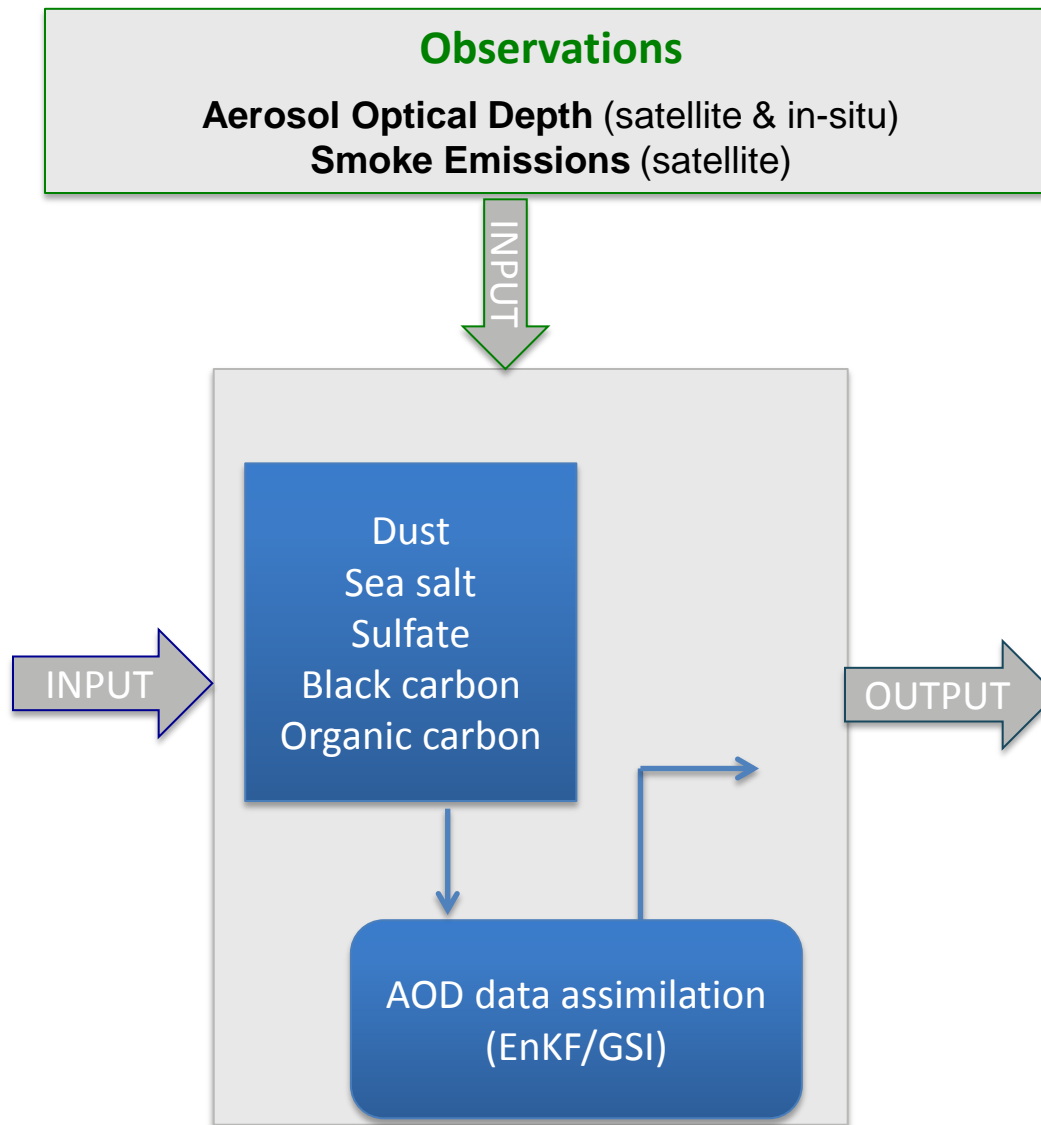 Observations
Aerosol Optical Depth (satellite & in-situ)
Smoke Emissions (satellite)
INPUT
Dust
Sea salt
Sulfate
Black carbon
Organic carbon
INPUT
OUTPUT
AOD data assimilation
(EnKF/GSI)